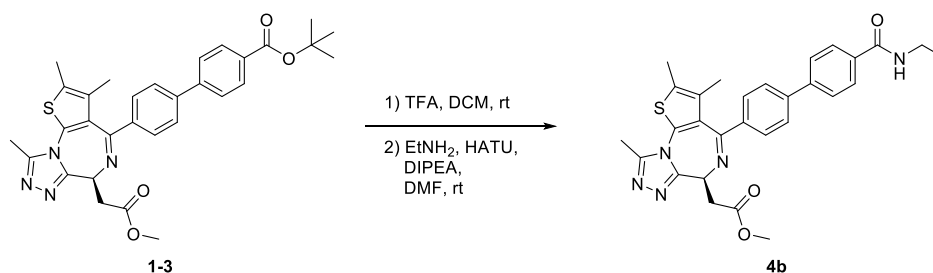 O
O
S
N
N
N
N
O
O
1-3
1) TFA, DCM, rt
2) EtNH₂, HATU,
DIPEA,
DMF, rt
O
N
H
S
N
N
N
N
O
O
4b